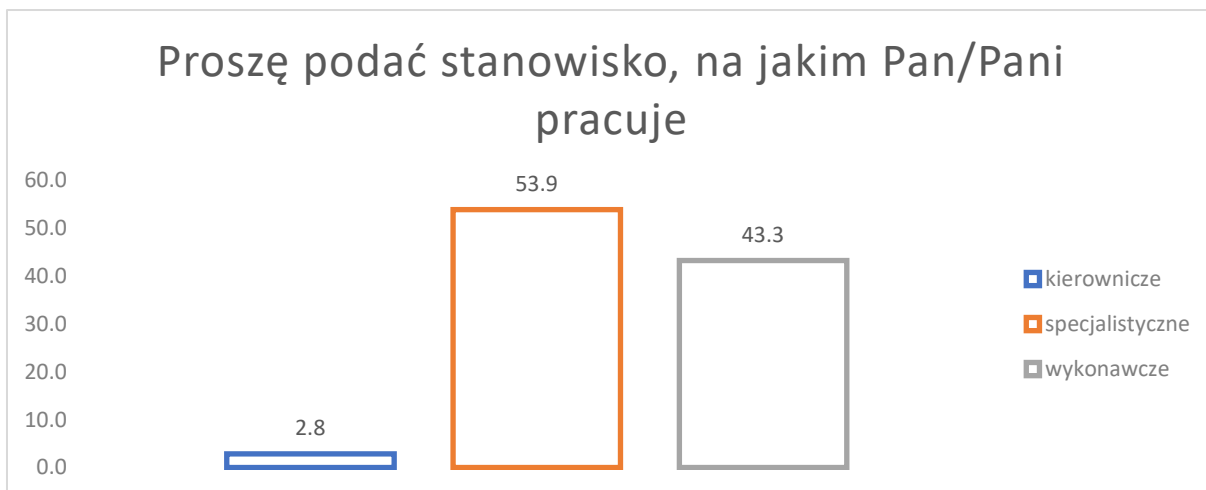 Proszę podać stanowisko, na jakim Pan/Pani
pracuje
60.0
50.0
40.0
30.0
20.0
10.0
0.0
2.8
53.9
43.3
kierownicze
specjalistyczne
wykonawcze